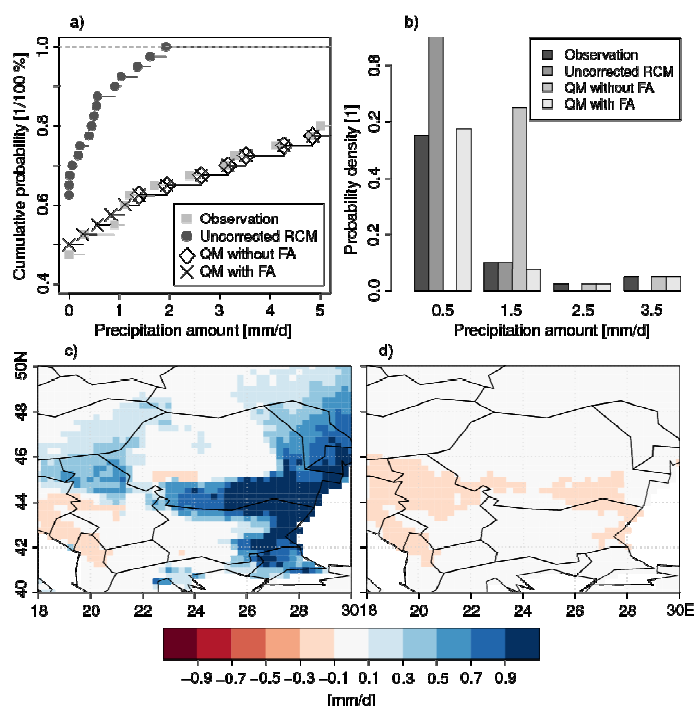 a)
Cumulative probability [1/100 %]
1.0
0.8
0.6
0.4
0 1 2 3 4 5
Precipitation amount [mm/d]
Observation
Uncorrected RCM
QM without FA
QM with FA
b)
Probability density [1]
0.8
0.6
0.4
0.2
0.0
0.5 1.5 2.5 3.5
Precipitation amount [mm/d]
Observation
Uncorrected RCM
QM without FA
QM with FA
c)
50N
48
46
44
42
40
18 20 22 24 26 28 30
d)
18 20 22 24 26 28 30E
−0.9 −0.7 −0.5 −0.3 −0.1 0.1 0.3 0.5 0.7 0.9
[mm/d]